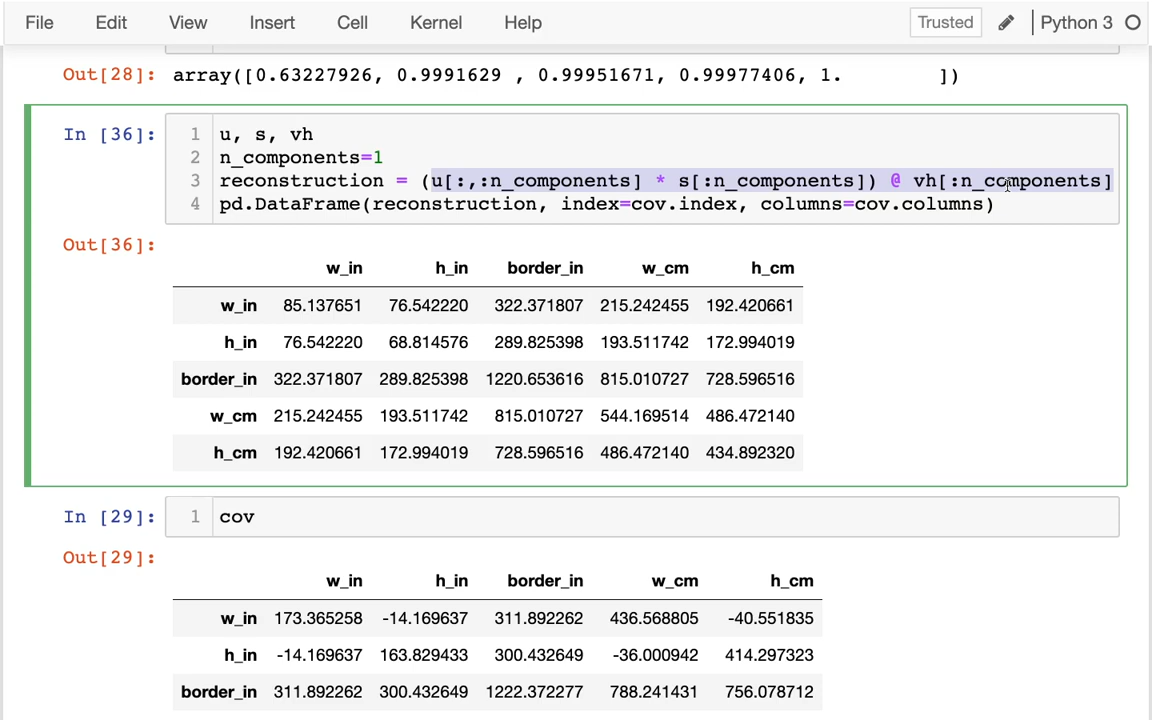 File Edit View Insert Cell Kernel Help Trusted Python 3
Out[28]: array([0.63227926, 0.9991629 , 0.99951671, 0.99977406, 1. ])
In [36]: 1 u, s, vh
2 n_components=1
3 reconstruction = (u[:,:n_components] * s[:n_components]) @ vh[:n_components]
4 pd.DataFrame(reconstruction, index=cov.index, columns=cov.columns)
Out[36]:
w_in h_in border_in w_cm h_cm
w_in 85.137651 76.542220 322.371807 215.242455 192.420661
h_in 76.542220 68.814576 289.825398 193.511742 172.994019
border_in 322.371807 289.825398 1220.653616 815.010727 728.596516
w_cm 215.242455 193.511742 815.010727 544.169514 486.472140
h_cm 192.420661 172.994019 728.596516 486.472140 434.892320
In [29]: 1 cov
Out[29]:
w_in h_in border_in w_cm h_cm
w_in 173.365258 -14.169637 311.892262 436.568805 -40.551835
h_in -14.169637 163.829433 300.432649 -36.000942 414.297323
border_in 311.892262 300.432649 1222.372277 788.241431 756.078712